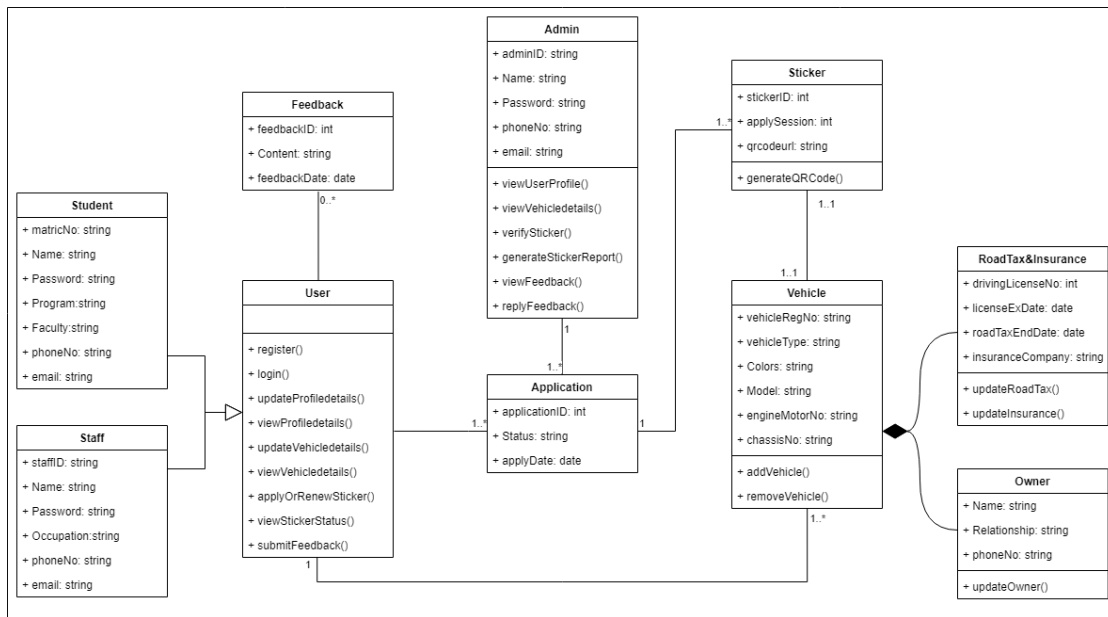 Admin
+ adminID: string
+ Name: string
+ Password: string
+ phoneNo: string
+ email: string
+ viewUserProfile()
+ viewVehicledetails()
+ verifySticker()
+ generateStickerReport()
+ viewFeedback()
+ replyFeedback()
1
1..*
Sticker
+ stickerID: int
+ applySession: int
+ qrcodeurl: string
+ generateQRCode()
1..*
1..1
1..1
Feedback
+ feedbackID: int
+ Content: string
+ feedbackDate: date
0..*
Student
+ matricNo: string
+ Name: string
+ Password: string
+ Program:string
+ Faculty:string
+ phoneNo: string
+ email: string
Staff
+ staffID: string
+ Name: string
+ Password: string
+ Occupation:string
+ phoneNo: string
+ email: string
User
+ register()
+ login()
+ updateProfiledetails()
+ viewProfiledetails()
+ updateVehicledetails()
+ viewVehicledetails()
+ applyOrRenewSticker()
+ viewStickerStatus()
+ submitFeedback()
1
1..*
Application
+ applicationID: int
+ Status: string
+ applyDate: date
1
Vehicle
+ vehicleRegNo: string
+ vehicleType: string
+ Colors: string
+ Model: string
+ engineMotorNo: string
+ chassisNo: string
+ addVehicle()
+ removeVehicle()
1..*
RoadTax&Insurance
+ drivingLicenseNo: int
+ licenseExDate: date
+ roadTaxEndDate: date
+ insuranceCompany: string
+ updateRoadTax()
+ updateInsurance()
Owner
+ Name: string
+ Relationship: string
+ phoneNo: string
+ updateOwner()